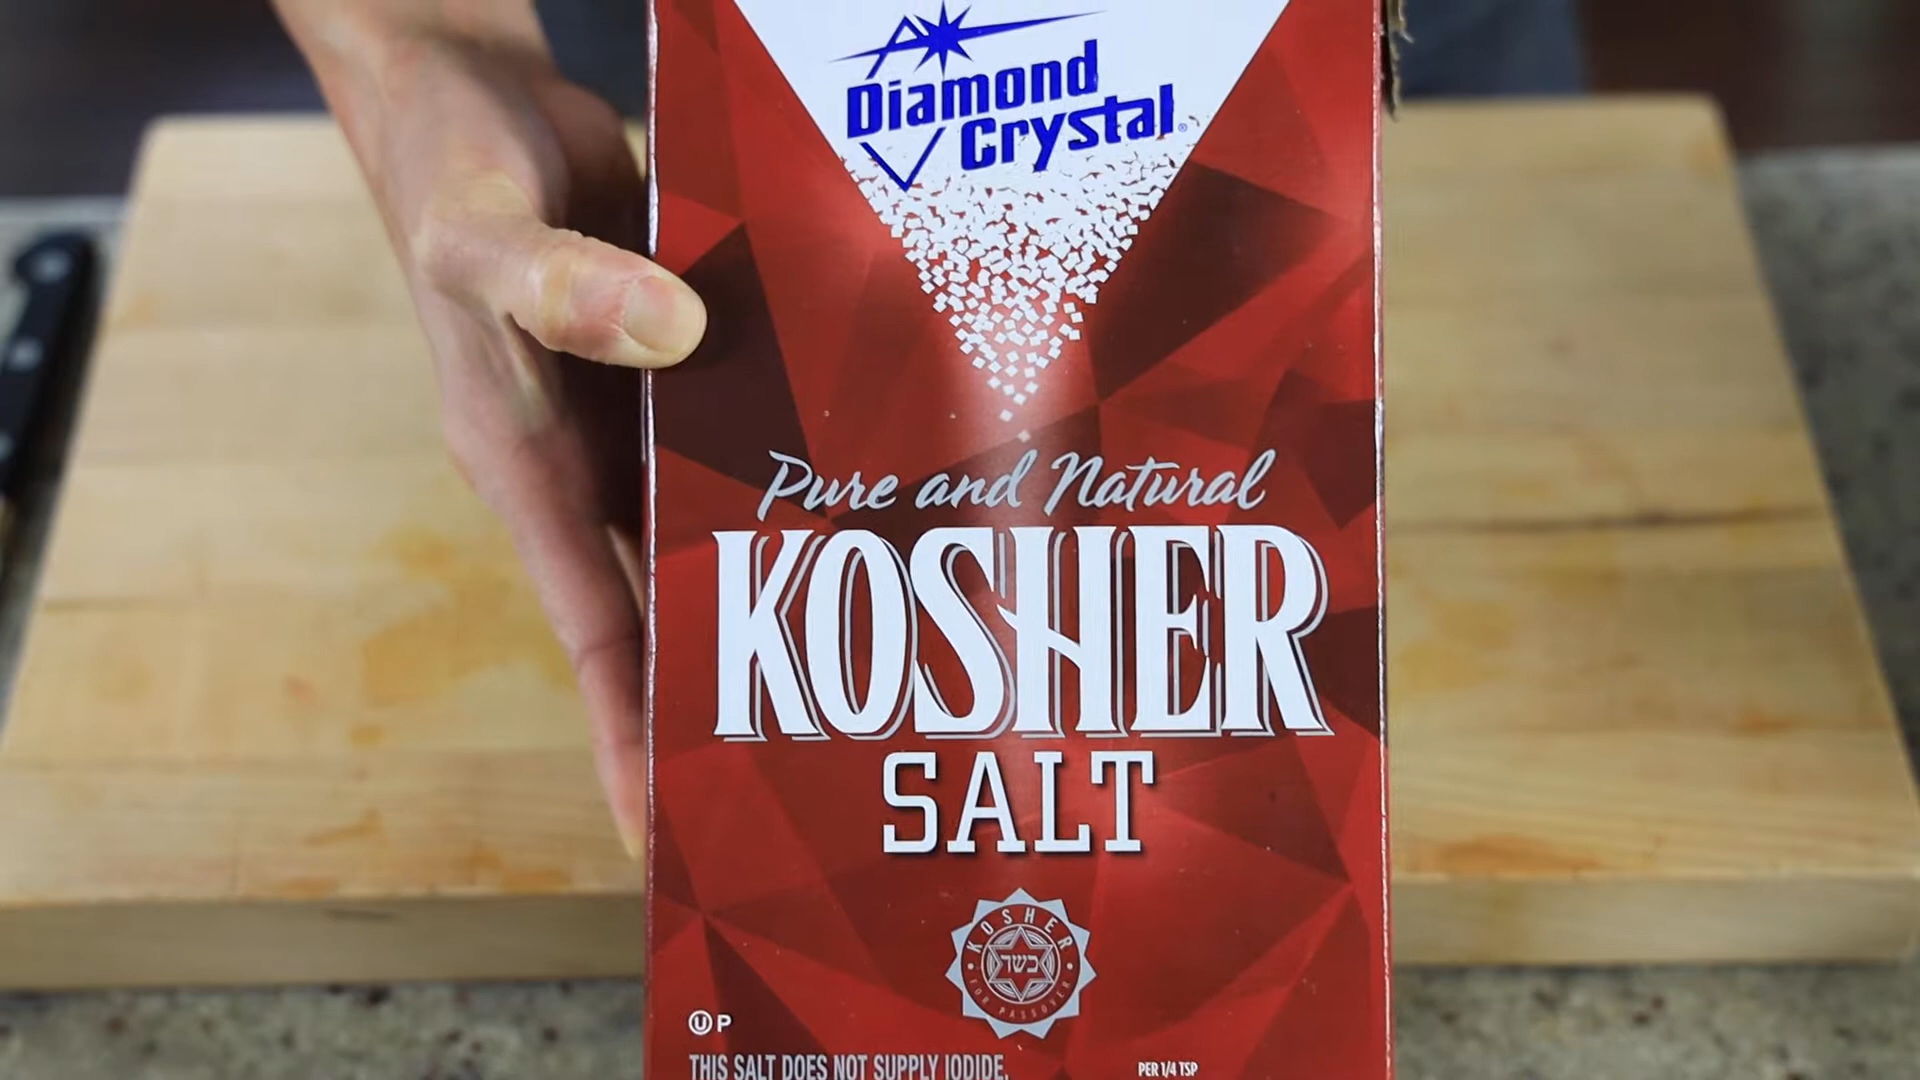 Diamond
Crystal®
Pure and Natural
KOSHER
SALT
KOSHER
כשר
FOR PASSOVER
Ⓤ P
THIS SALT DOES NOT SUPPLY IODIDE.
PER 1/4 TSP